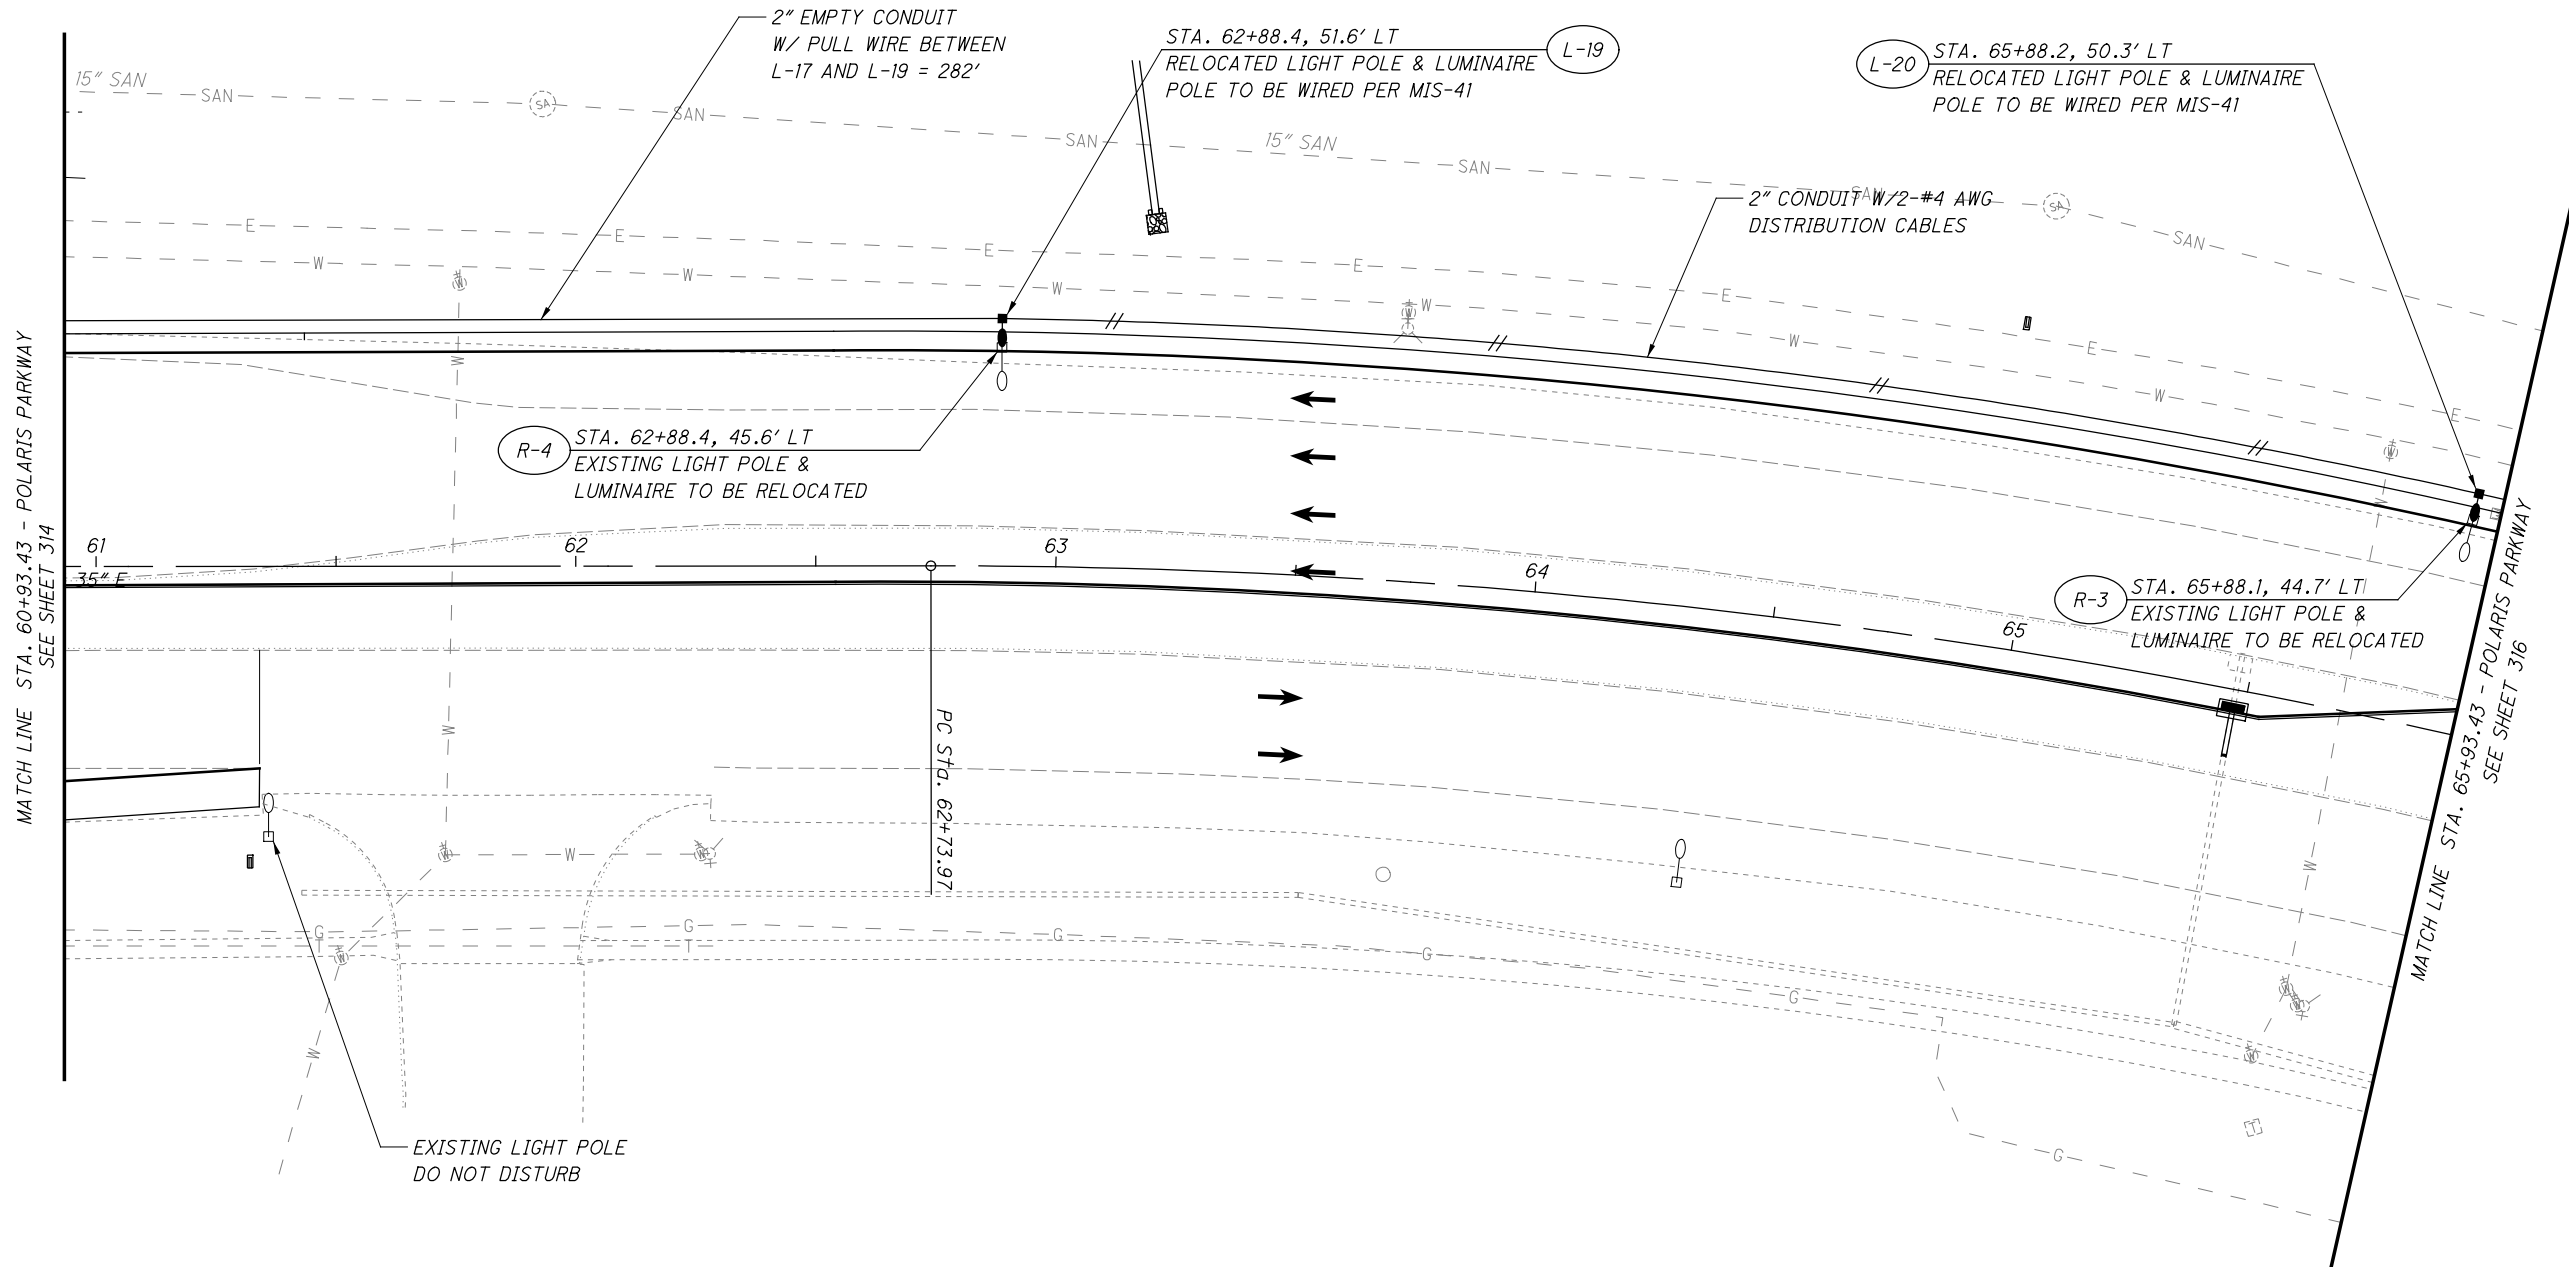 2" EMPTY CONDUIT
W/ PULL WIRE BETWEEN
L-17 AND L-19 = 282'
STA. 62+88.4, 51.6' LT
RELOCATED LIGHT POLE & LUMINAIRE
POLE TO BE WIRED PER MIS-41
L-19
L-20
STA. 65+88.2, 50.3' LT
RELOCATED LIGHT POLE & LUMINAIRE
POLE TO BE WIRED PER MIS-41
15" SAN
SAN
SA
SAN
SAN
15" SAN
SAN
SAN
SA
SAN
2" CONDUIT W/2-#4 AWG
DISTRIBUTION CABLES
E
E
E
E
E
E
E
W
W
W
W
W
W
W
W
W
W
W
W
R-4
STA. 62+88.4, 45.6' LT
EXISTING LIGHT POLE &
LUMINAIRE TO BE RELOCATED
MATCH LINE STA. 60+93.43 - POLARIS PARKWAY
SEE SHEET 314
61
62
63
64
65
35" E
R-3
STA. 65+88.1, 44.7' LT
EXISTING LIGHT POLE &
LUMINAIRE TO BE RELOCATED
MATCH LINE STA. 65+93.43 - POLARIS PARKWAY
SEE SHEET 316
PC Sta. 62+73.97
W
W
W
W
W
W
W
W
W
W
G
G
G
G
G
G
T
T
T
EXISTING LIGHT POLE
DO NOT DISTURB